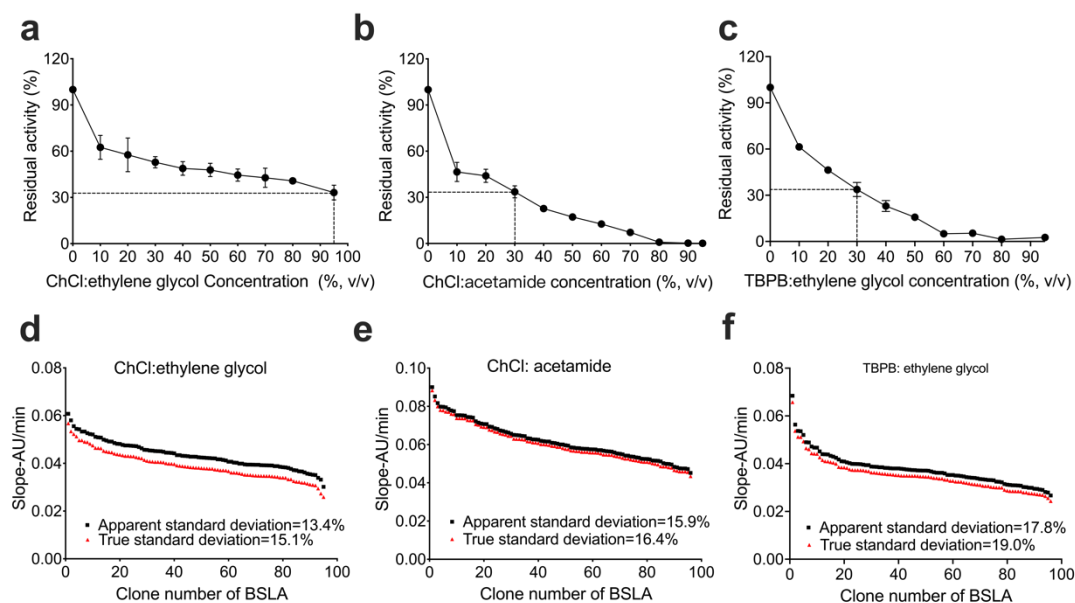 a
120
90
60
30
0
Residual activity (%)
0 10 20 30 40 50 60 70 80 90 100
ChCl:ethylene glycol Concentration (%, v/v)
b
120
90
60
30
0
Residual activity (%)
0 10 20 30 40 50 60 70 80 90
ChCl:acetamide concentration (%, v/v)
c
120
90
60
30
0
Residual activity (%)
0 10 20 30 40 50 60 70 80 90
TBPB:ethylene glycol concentration (%, v/v)
d
ChCl:ethylene glycol
0.08
0.06
0.04
0.02
0.00
Slope-AU/min
Apparent standard deviation=13.4%
True standard deviation=15.1%
0 20 40 60 80 100
Clone number of BSLA
e
ChCl: acetamide
0.10
0.08
0.06
0.04
0.02
0.00
Slope-AU/min
Apparent standard deviation=15.9%
True standard deviation=16.4%
0 20 40 60 80 100
Clone number of BSLA
f
TBPB: ethylene glycol
0.08
0.06
0.04
0.02
0.00
Slope-AU/min
Apparent standard deviation=17.8%
True standard deviation=19.0%
0 20 40 60 80 100
Clone number of BSLA